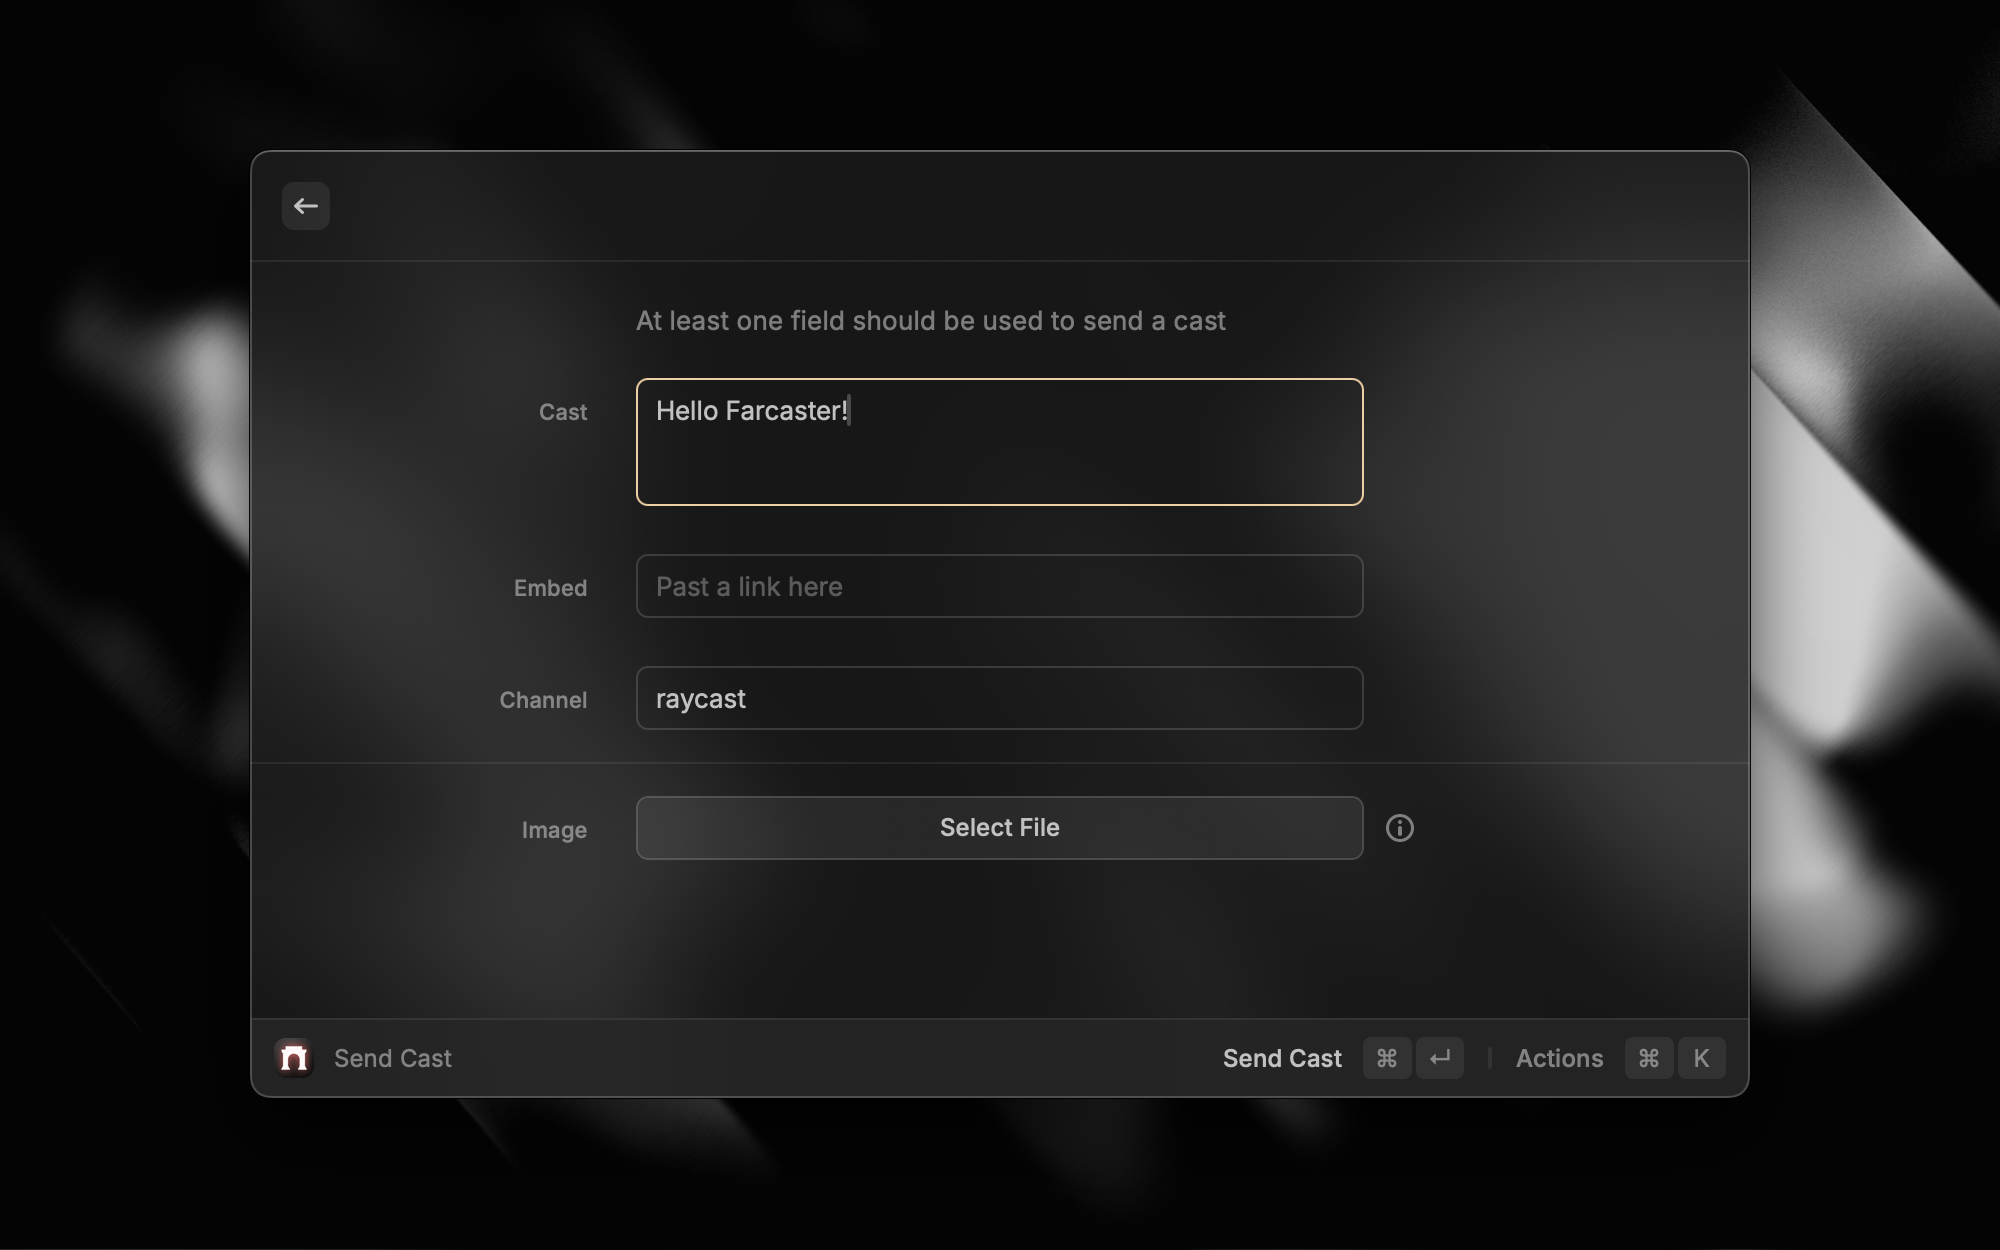 At least one field should be used to send a cast
Cast
Hello Farcaster!
Embed
Past a link here
Channel
raycast
Image
Select File
Send Cast
Send Cast ⌘ ↵ Actions ⌘ K